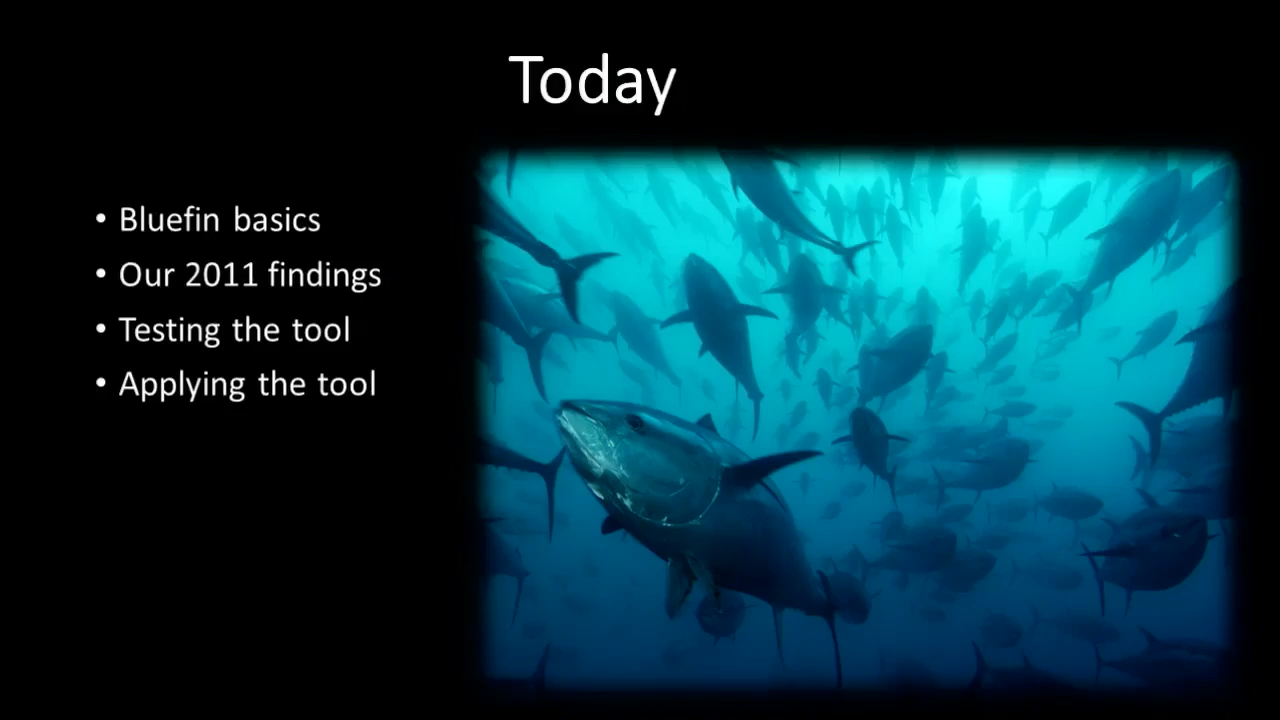 Today
• Bluefin basics
• Our 2011 findings
• Testing the tool
• Applying the tool